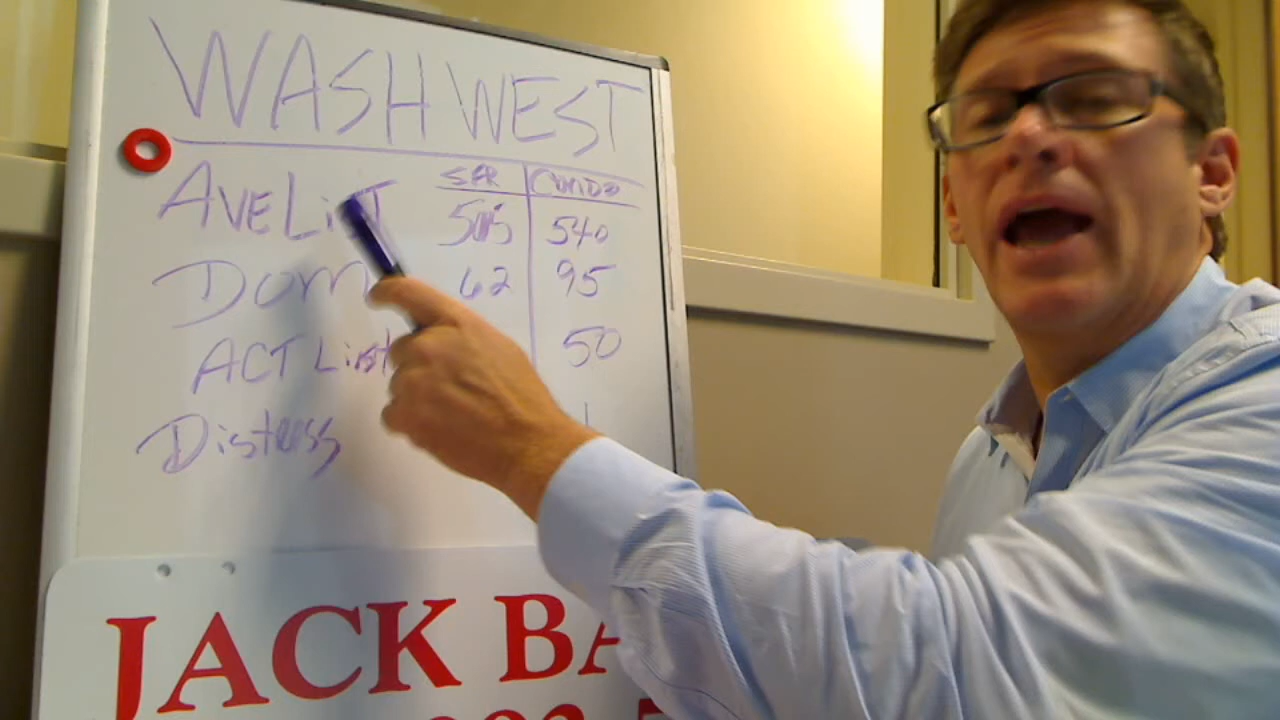 WASH WEST
SFR CONDO
AVE LIST 505 540
DOM 62 95
ACT List 50
Distress
JACK BA